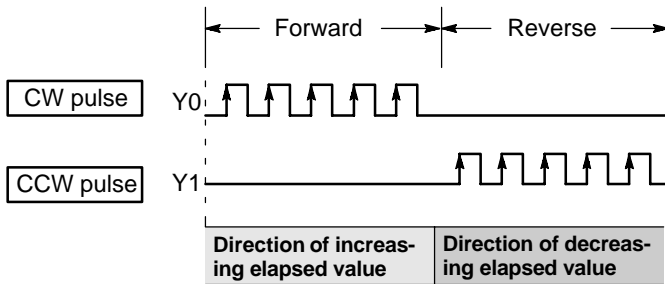 Forward Reverse
CW pulse Y0
CCW pulse Y1
Direction of increas-
ing elapsed value
Direction of decreas-
ing elapsed value